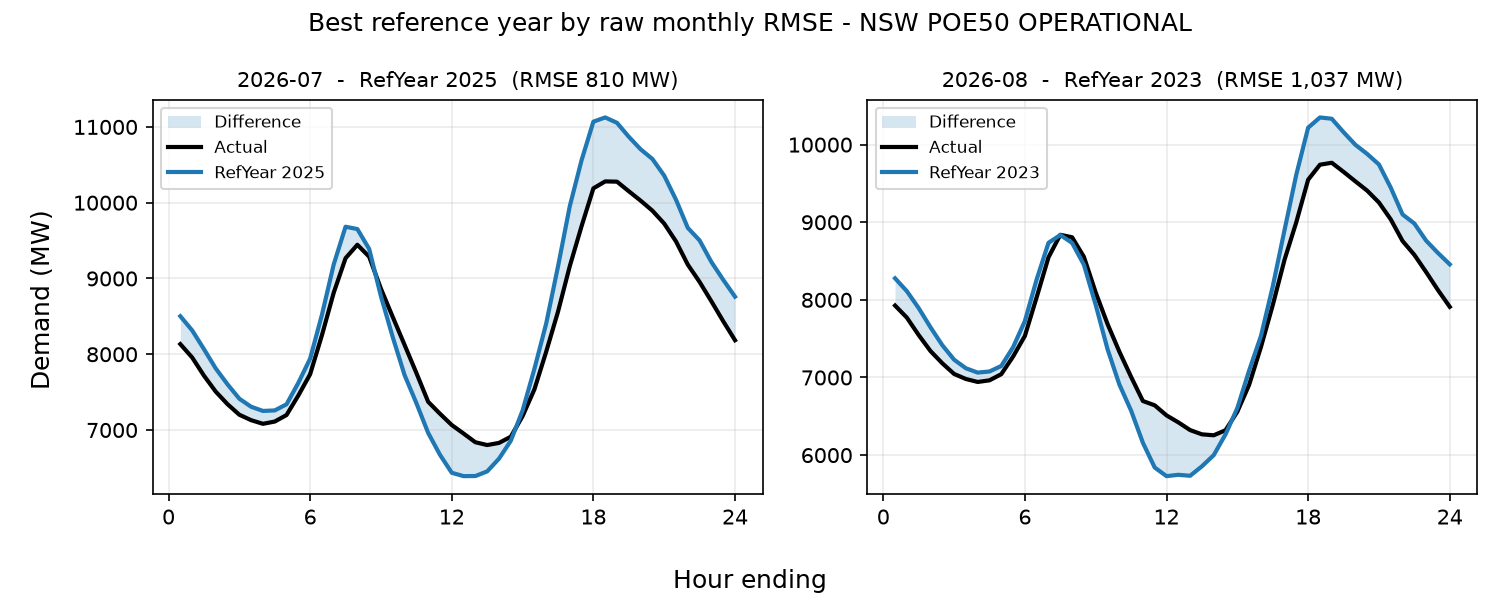 Best reference year by raw monthly RMSE - NSW POE50 OPERATIONAL
2026-07 - RefYear 2025 (RMSE 810 MW)
Difference
Actual
RefYear 2025
11000
10000
9000
8000
7000
0 6 12 18 24
2026-08 - RefYear 2023 (RMSE 1,037 MW)
Difference
Actual
RefYear 2023
10000
9000
8000
7000
6000
0 6 12 18 24
Demand (MW)
Hour ending